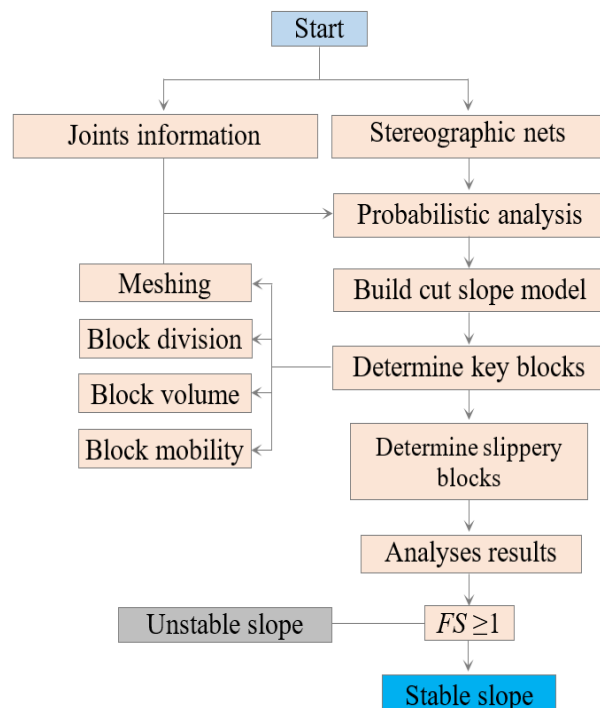 Start
Joints information
Stereographic nets
Probabilistic analysis
Meshing
Build cut slope model
Block division
Determine key blocks
Block volume
Block mobility
Determine slippery
blocks
Analyses results
Unstable slope
FS ≥1
Stable slope